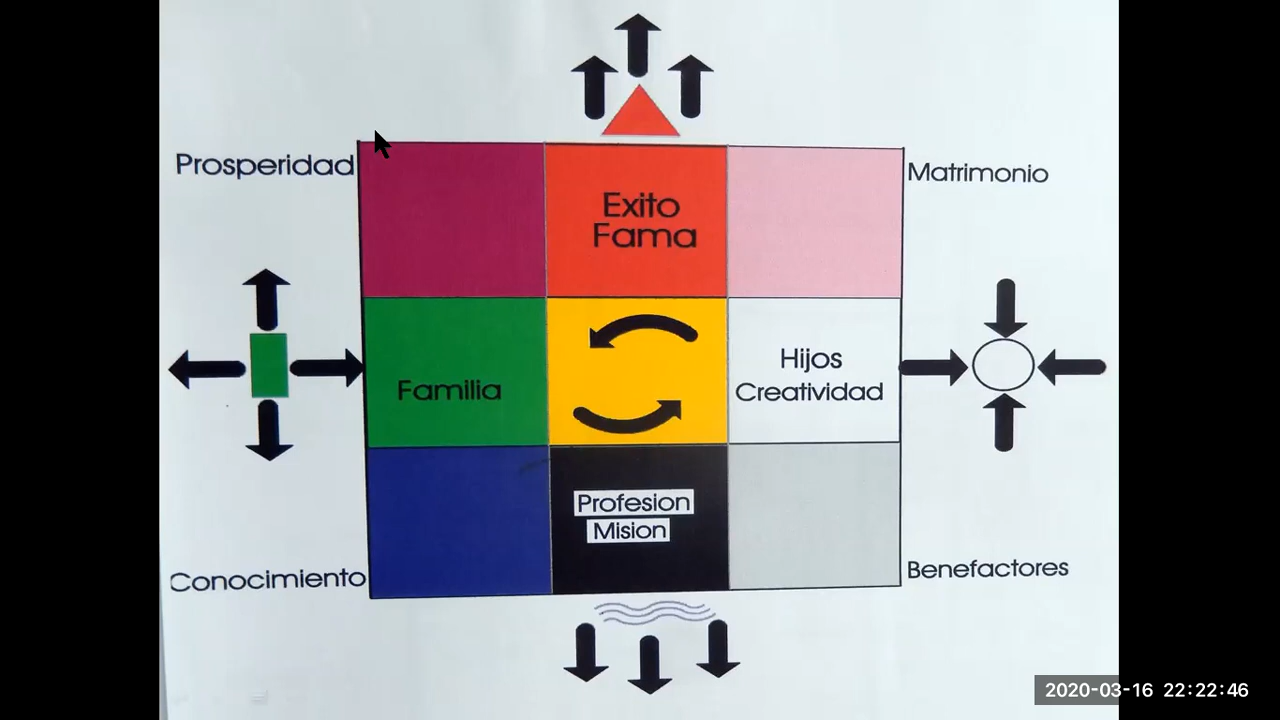 Prosperidad
Matrimonio
Exito
Fama
Familia
Hijos
Creatividad
Profesion
Mision
Conocimiento
Benefactores
2020-03-16 22:22:46